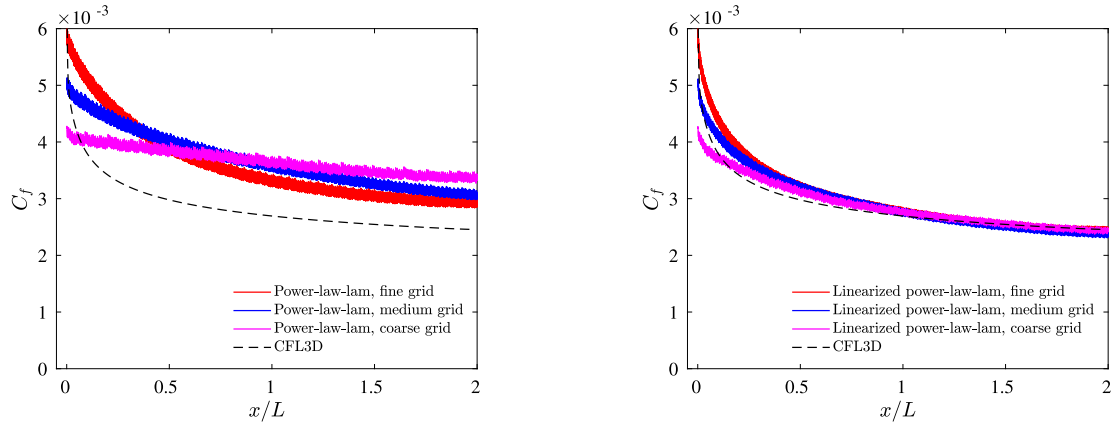 ×10⁻³
6
5
4
3
2
1
0
C_f
0 0.5 1 1.5 2
x/L
Power-law-lam, fine grid
Power-law-lam, medium grid
Power-law-lam, coarse grid
CFL3D
×10⁻³
6
5
4
3
2
1
0
C_f
0 0.5 1 1.5 2
x/L
Linearized power-law-lam, fine grid
Linearized power-law-lam, medium grid
Linearized power-law-lam, coarse grid
CFL3D